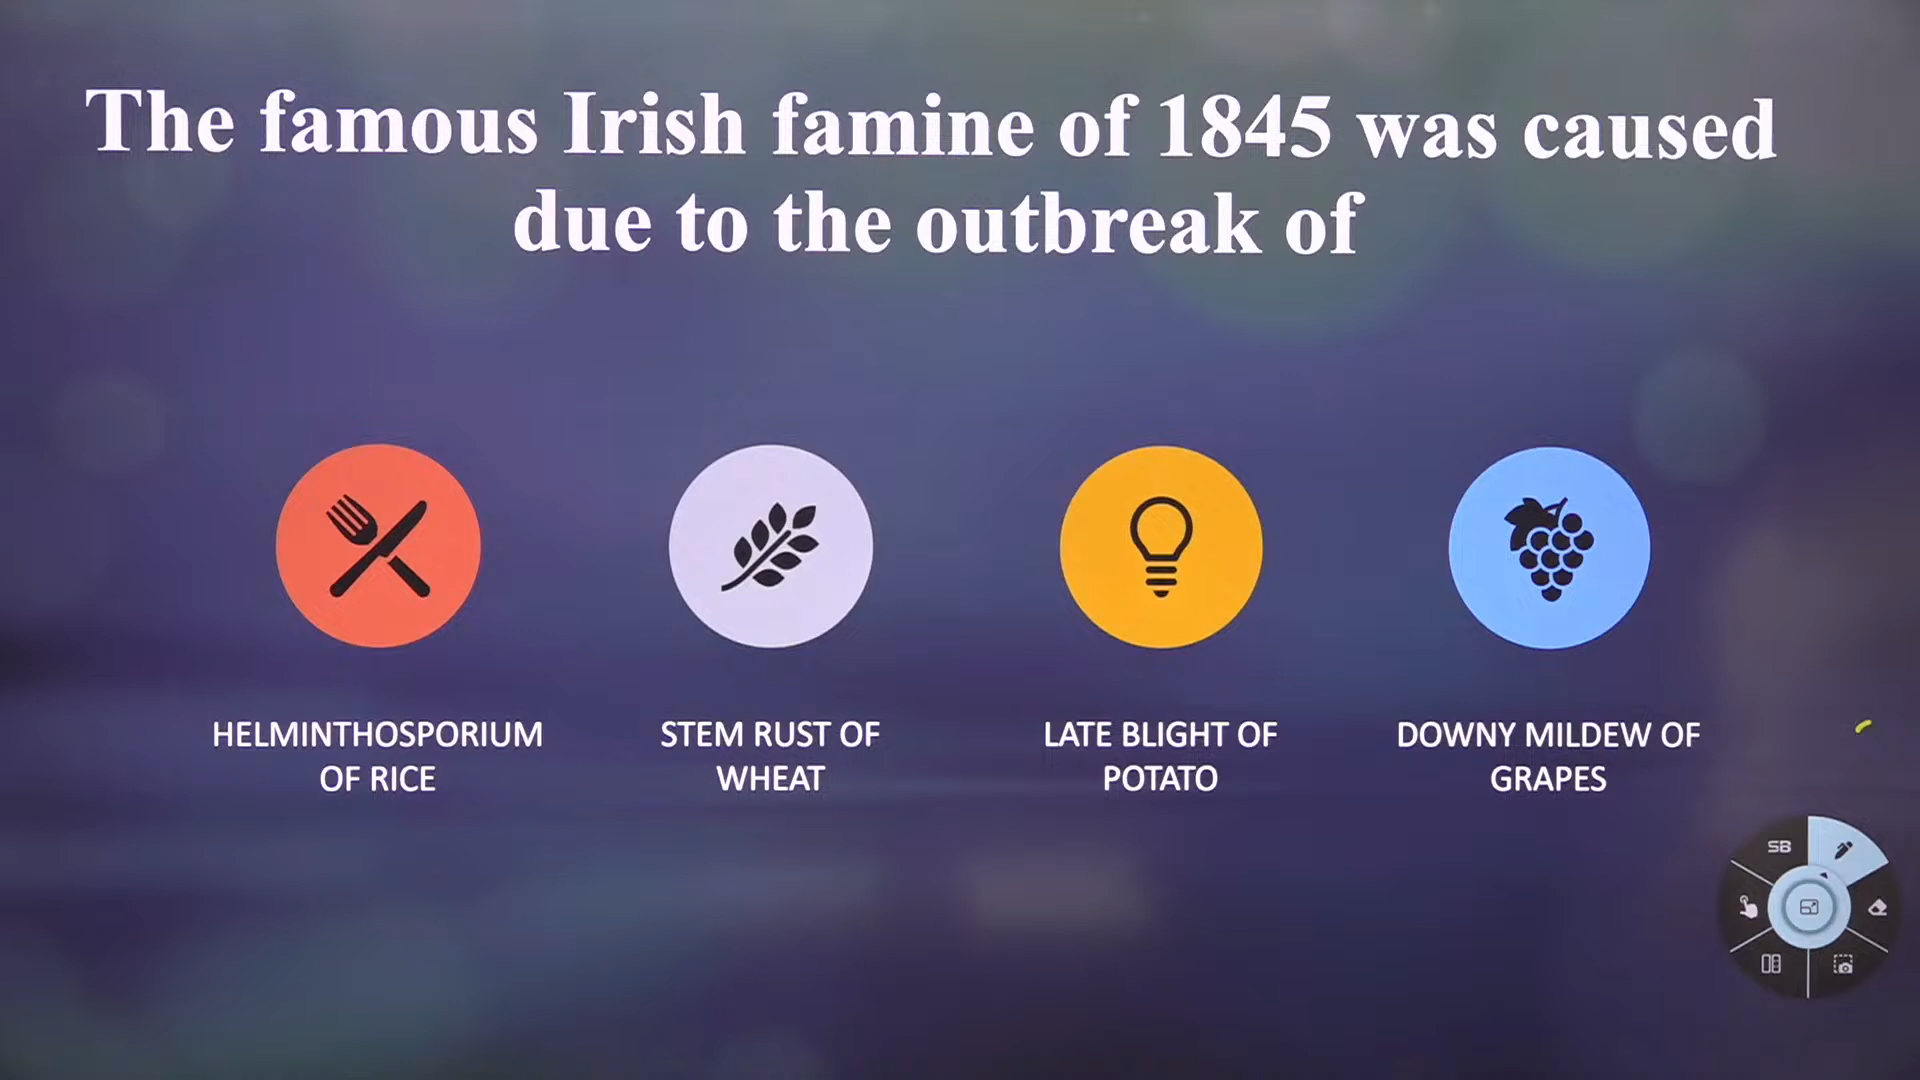 The famous Irish famine of 1845 was caused
due to the outbreak of
HELMINTHOSPORIUM
OF RICE
STEM RUST OF
WHEAT
LATE BLIGHT OF
POTATO
DOWNY MILDEW OF
GRAPES
SB